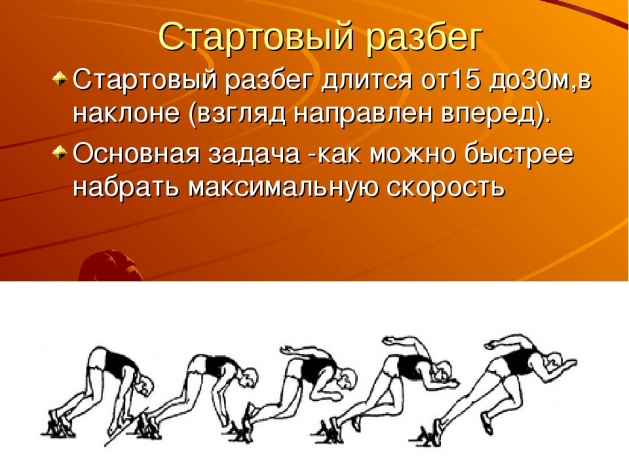 Стартовый разбег
Стартовый разбег длится от15 до30м,в
наклоне (взгляд направлен вперед).
Основная задача -как можно быстрее
набрать максимальную скорость